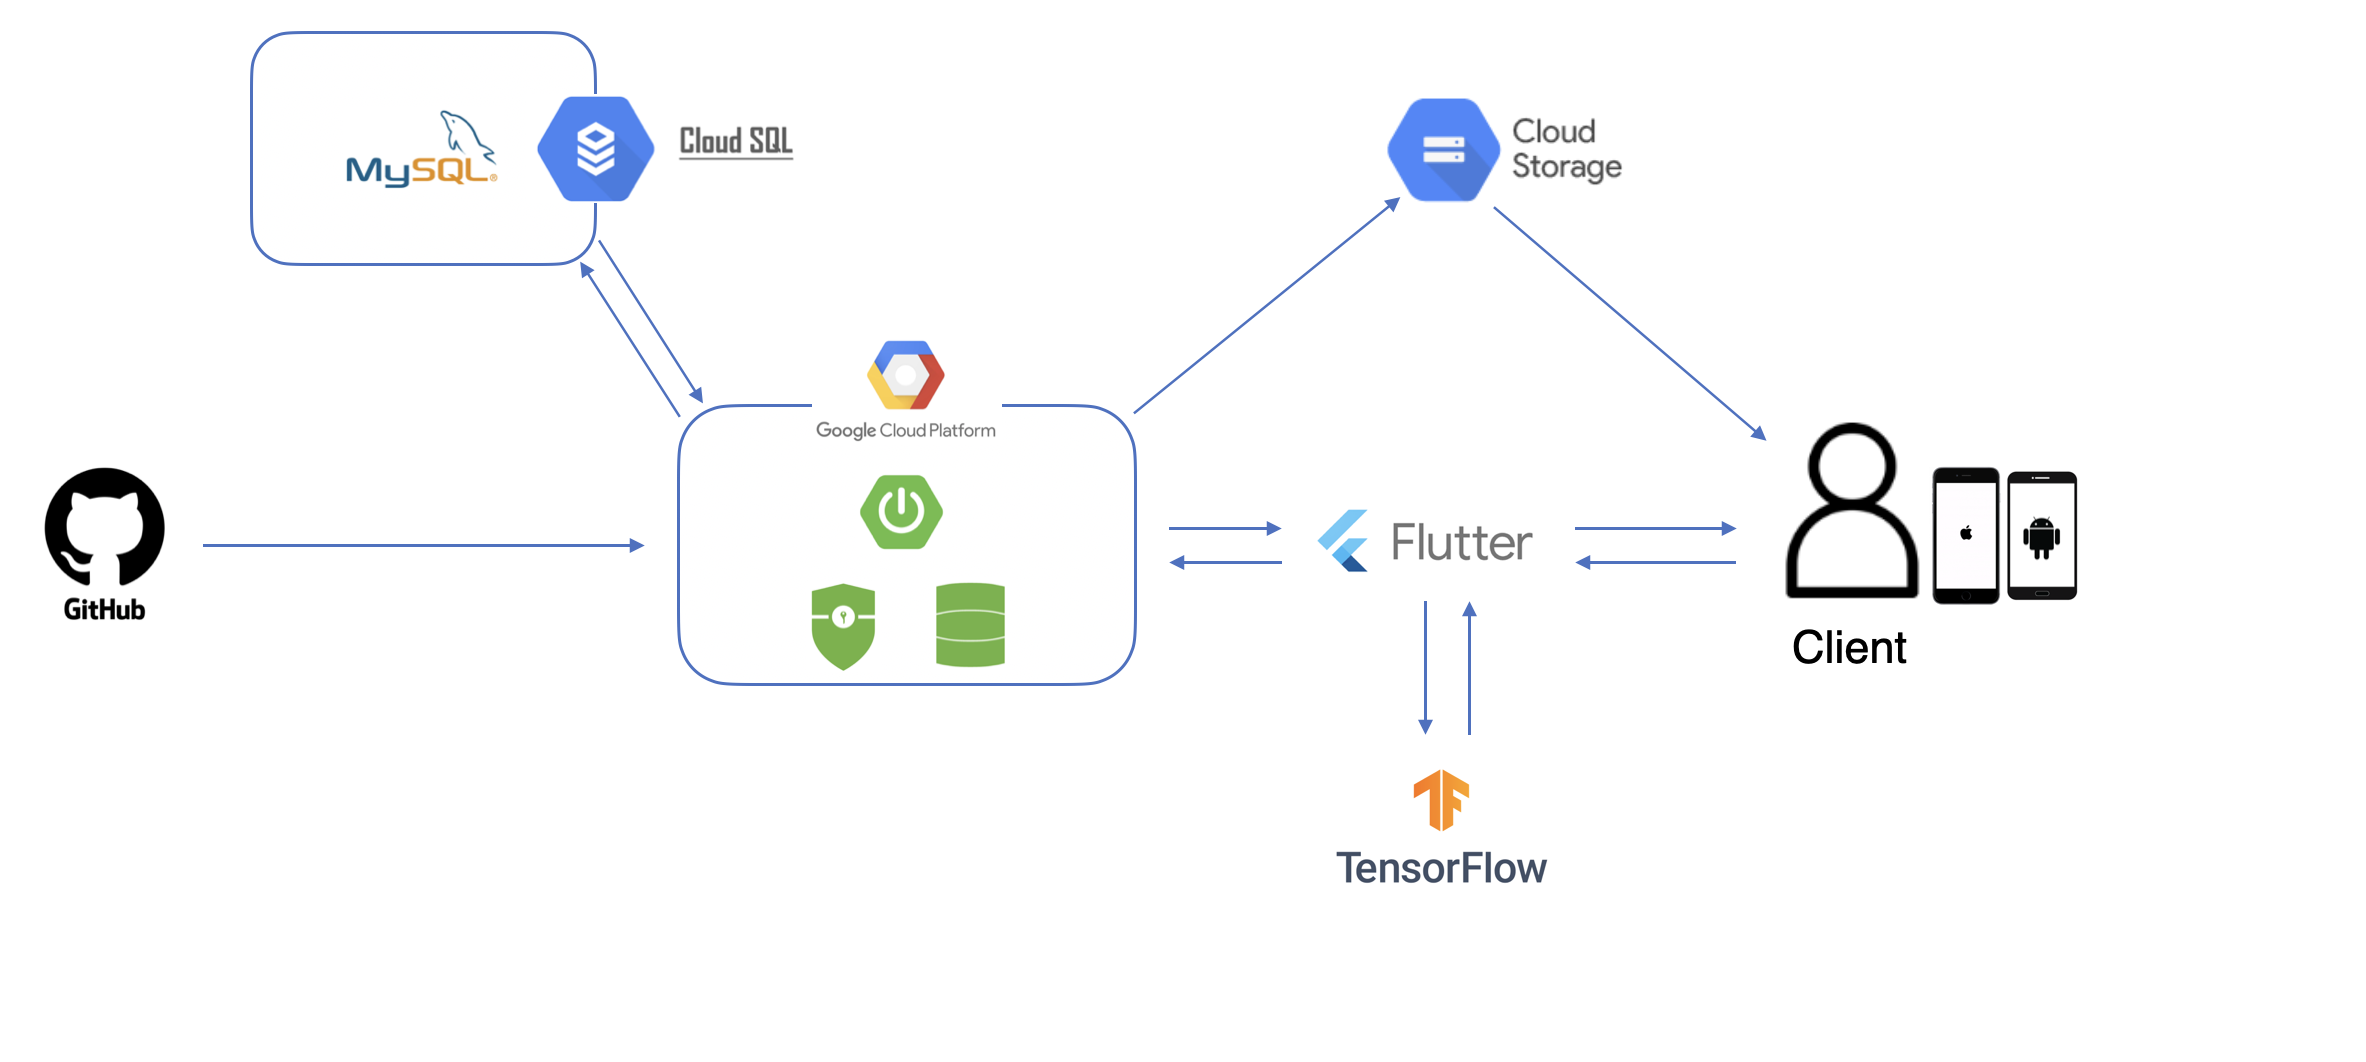 MySQL®
Cloud SQL
Cloud
Storage
Google Cloud Platform
GitHub
Flutter
Client
TensorFlow